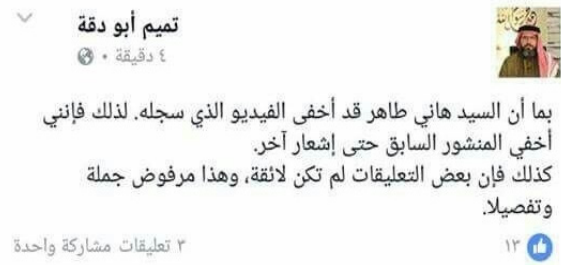 تميم أبو دقة
٤ دقيقة ·
بما أن السيد هاني طاهر قد أخفى الفيديو الذي سجله. لذلك فإنني
أخفي المنشور السابق حتى إشعار آخر.
كذلك فإن بعض التعليقات لم تكن لائقة، وهذا مرفوض جملة
وتفصيلا.
١٣
٣ تعليقات مشاركة واحدة